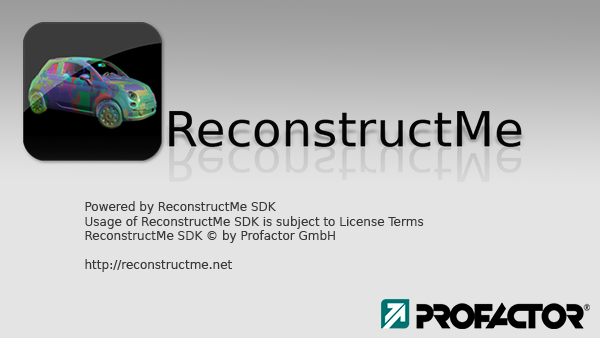 ReconstructMe
Powered by ReconstructMe SDK
Usage of ReconstructMe SDK is subject to License Terms
ReconstructMe SDK © by Profactor GmbH
http://reconstructme.net
PROFACTOR®